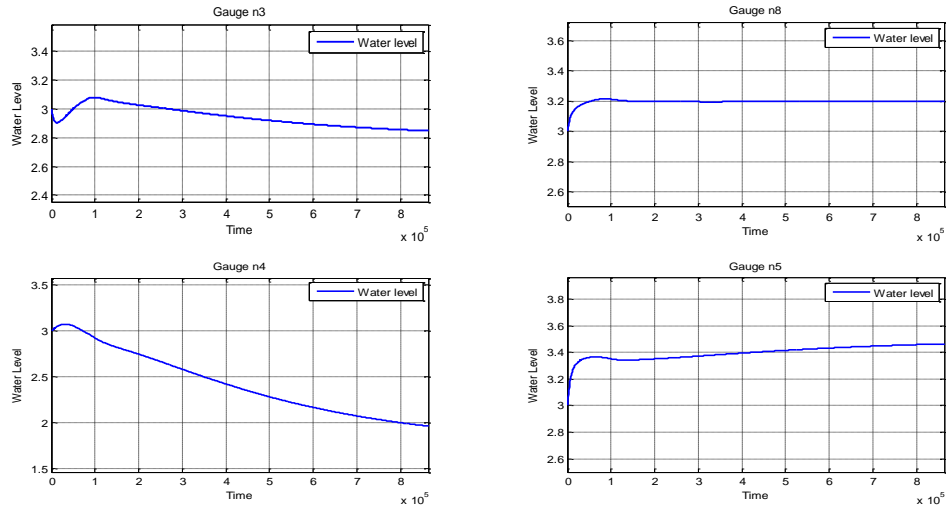 Gauge n3
Water level
Water Level
3.4
3.2
3
2.8
2.6
2.4
0 1 2 3 4 5 6 7 8
Time
x 10^5
Gauge n8
Water level
Water Level
3.6
3.4
3.2
3
2.8
2.6
0 1 2 3 4 5 6 7 8
Time
x 10^5
Gauge n4
Water level
Water Level
3.5
3
2.5
2
1.5
0 1 2 3 4 5 6 7 8
Time
x 10^5
Gauge n5
Water level
Water Level
3.8
3.6
3.4
3.2
3
2.8
2.6
0 1 2 3 4 5 6 7 8
Time
x 10^5